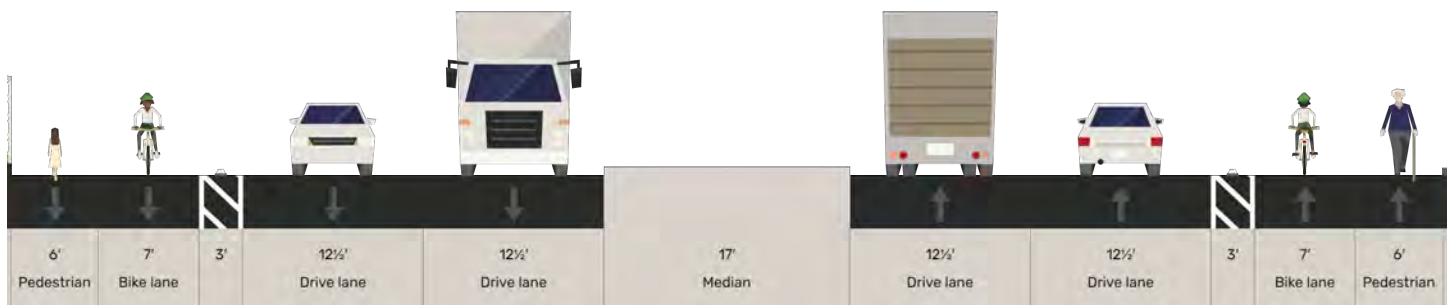 6' 7' 3' 12½' 12½' 17' 12½' 12½' 3' 7' 6'
Pedestrian Bike lane Drive lane Drive lane Median Drive lane Drive lane Bike lane Pedestrian